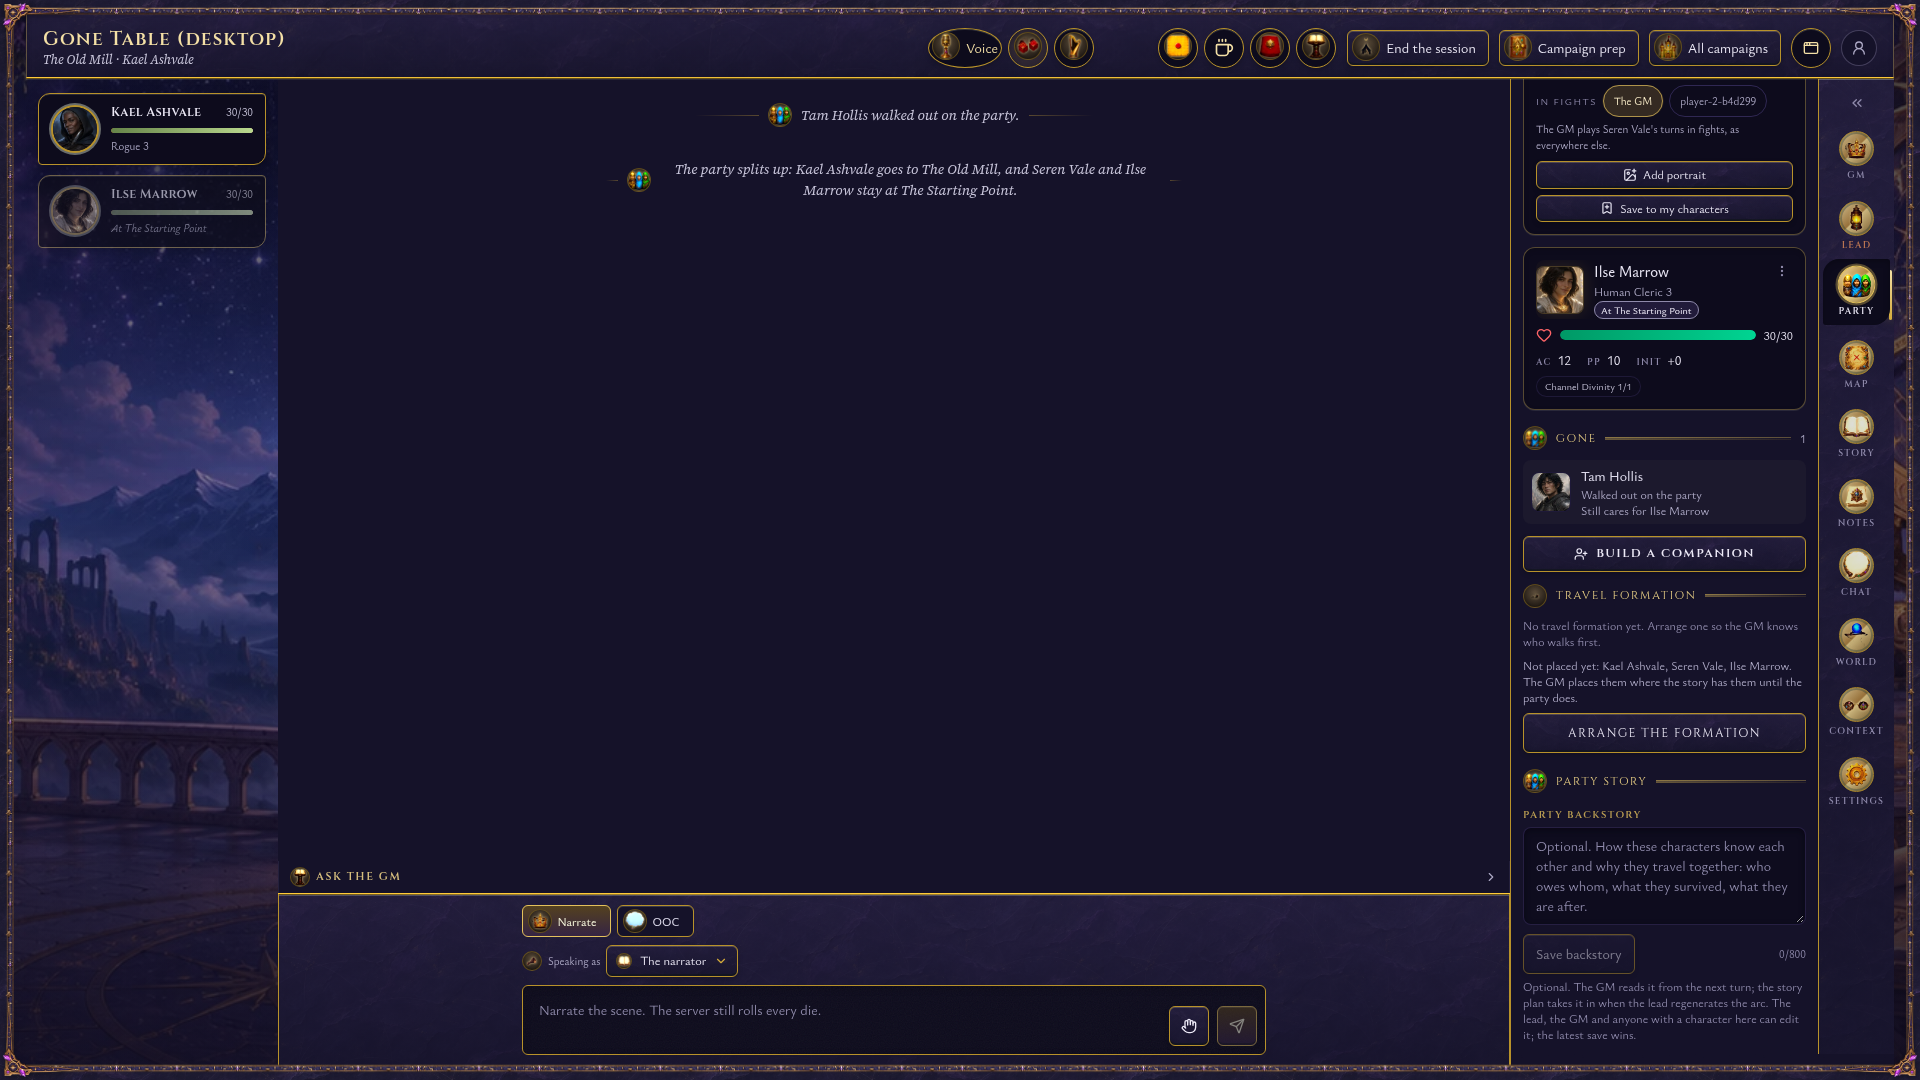 Gone Table (desktop)
The Old Mill · Kael Ashvale
Voice
End the session
Campaign prep
All campaigns
Kael Ashvale 30/30
Rogue 3
Ilse Marrow 30/30
At The Starting Point
Tam Hollis walked out on the party.
The party splits up: Kael Ashvale goes to The Old Mill, and Seren Vale and Ilse
Marrow stay at The Starting Point.
ASK THE GM
Narrate
OOC
Speaking as
The narrator
Narrate the scene. The server still rolls every die.
IN FIGHTS
The GM
player-2-b4d299
The GM plays Seren Vale's turns in fights, as
everywhere else.
Add portrait
Save to my characters
Ilse Marrow
Human Cleric 3
At The Starting Point
30/30
AC 12 PP 10 INIT +0
Channel Divinity 1/1
GONE 1
Tam Hollis
Walked out on the party
Still cares for Ilse Marrow
BUILD A COMPANION
TRAVEL FORMATION
No travel formation yet. Arrange one so the GM knows
who walks first.
Not placed yet: Kael Ashvale, Seren Vale, Ilse Marrow.
The GM places them where the story has them until the
party does.
ARRANGE THE FORMATION
PARTY STORY
PARTY BACKSTORY
Optional. How these characters know each
other and why they travel together: who
owes whom, what they survived, what they
are after.
Save backstory
0/800
Optional. The GM reads it from the next turn; the story
plan takes it in when the lead regenerates the arc. The
lead, the GM and anyone with a character here can edit
it; the latest save wins.
GM
LEAD
PARTY
MAP
STORY
NOTES
CHAT
WORLD
CONTEXT
SETTINGS